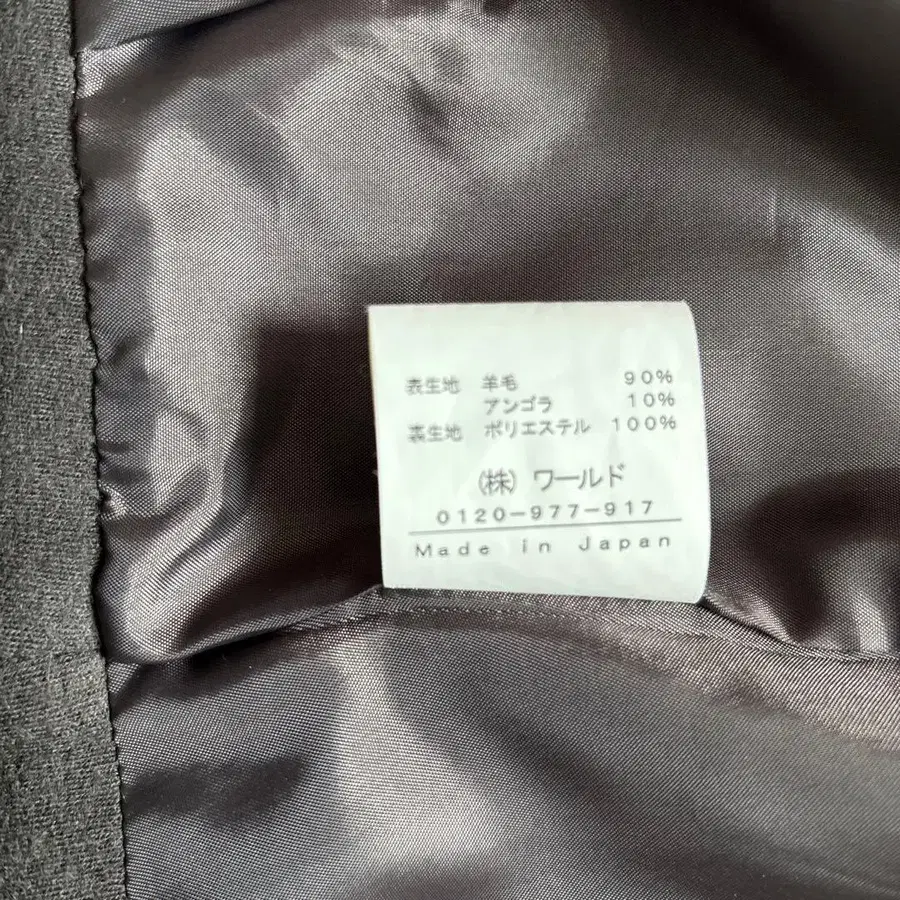 表生地 羊毛 90%
アンゴラ 10%
表生地 ポリエステル 100%
(株) ワールド
0120-977-917
Made in Japan